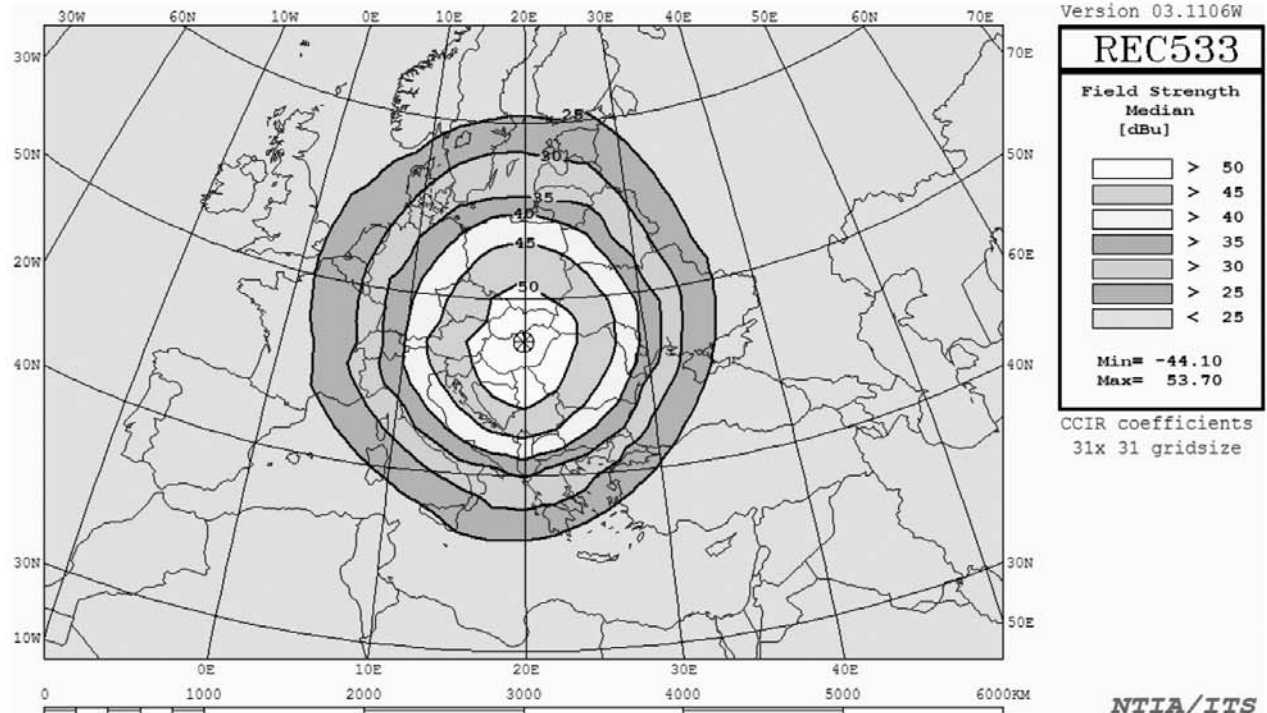 30W 60N 10W 0E 10E 20E 30E 60N 70E
Version 03.1106W
REC533
Field Strength
Median
[dBu]
> 50
> 45
> 40
> 35
> 30
> 25
< 25
Min= -44.10
Max= 53.70
CCIR coefficients
31x 31 gridsize
30W
50N
20W
40N
30N
10W
25
30
35
40
45
50
70E
50N
60E
40N
30N
50E
0E 10E 20E 30E 40E
0 1000 2000 3000 4000 5000 6000KM
NTIA/ITS